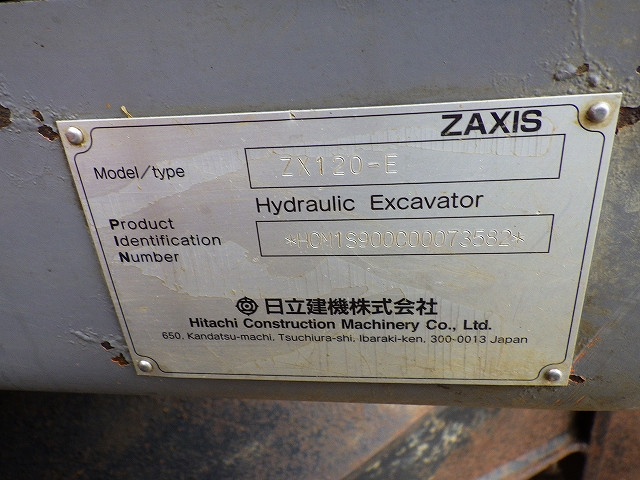 ZAXIS
Model/type ZX120-E
Hydraulic Excavator
Product
Identification
Number
*HCM1S900C00073582*
日立建機株式会社
Hitachi Construction Machinery Co., Ltd.
650, Kandatsu-machi, Tsuchiura-shi, Ibaraki-ken, 300-0013 Japan